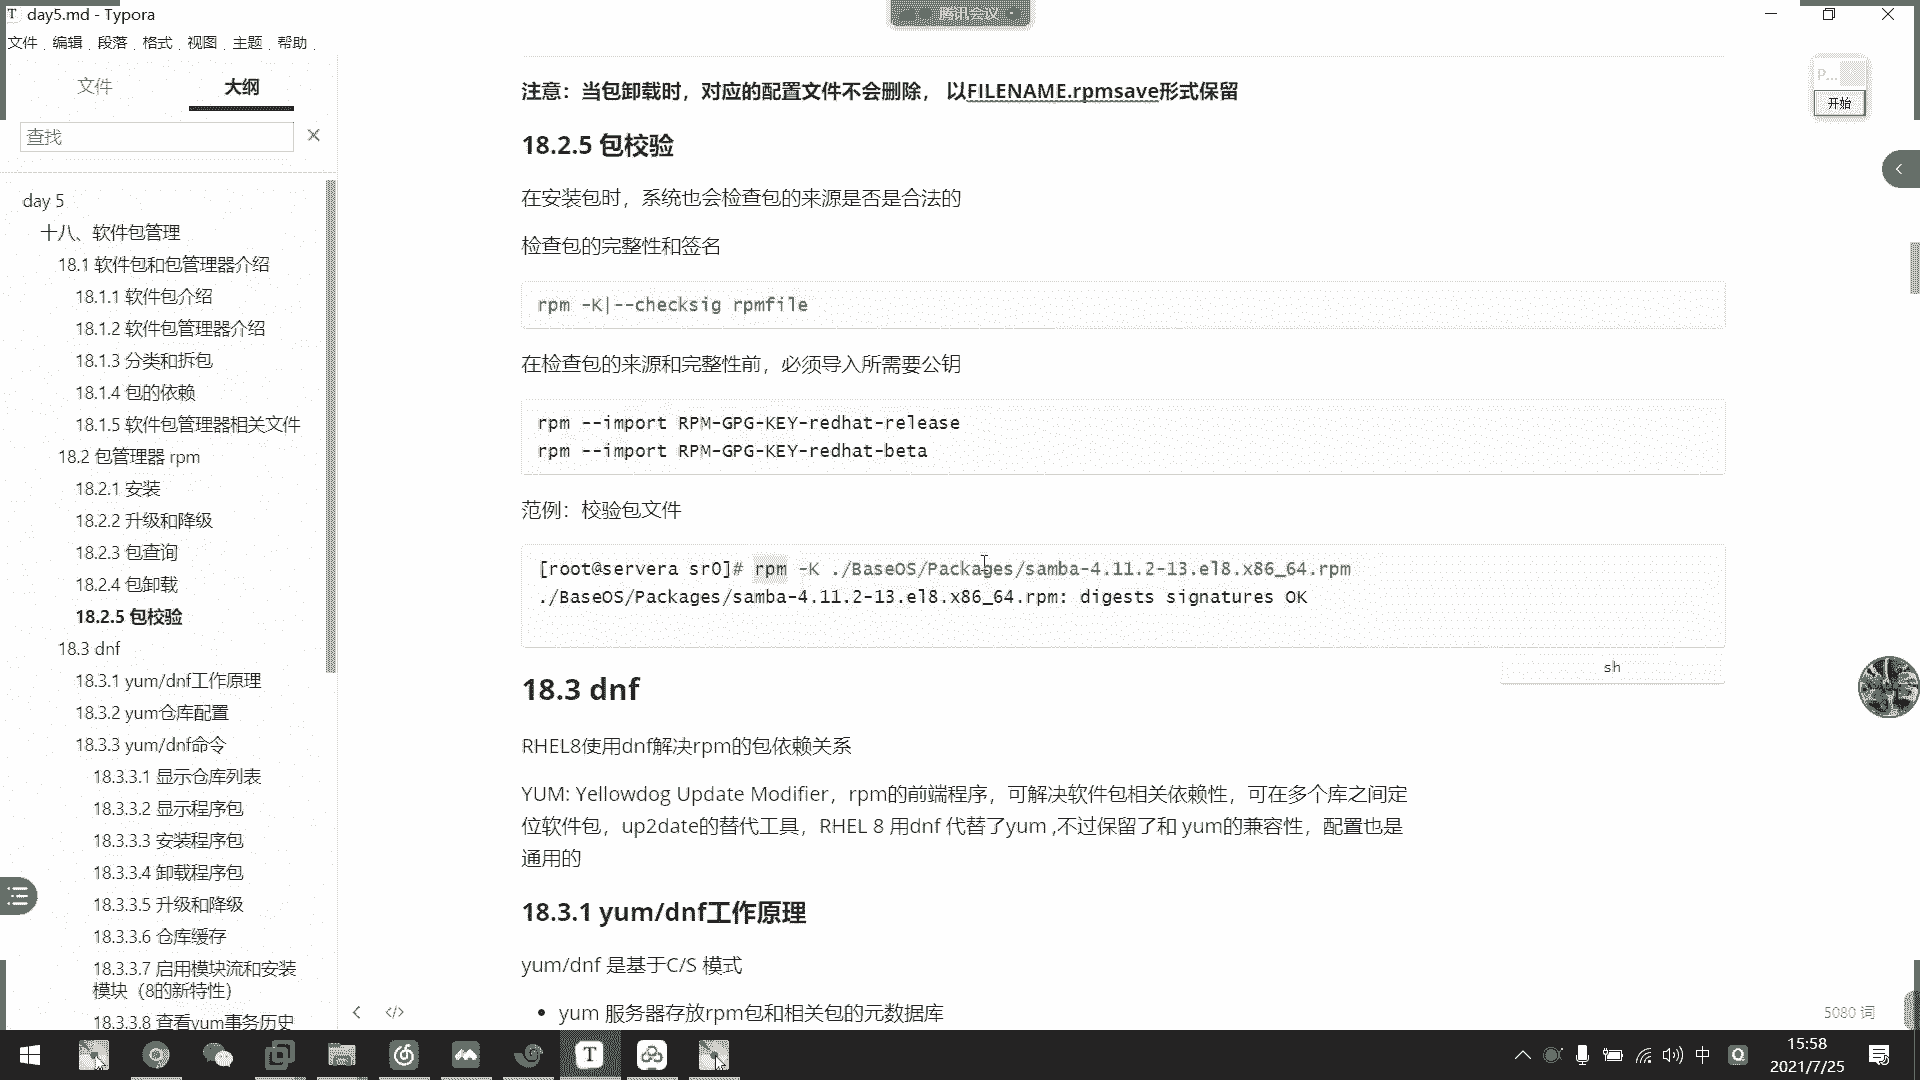 day5.md - Typora
腾讯会议
文件 编辑 段落 格式 视图 主题 帮助
文件 大纲
查找
day 5
十八、软件包管理
18.1 软件包和包管理器介绍
18.1.1 软件包介绍
18.1.2 软件包管理器介绍
18.1.3 分类和拆包
18.1.4 包的依赖
18.1.5 软件包管理器相关文件
18.2 包管理器 rpm
18.2.1 安装
18.2.2 升级和降级
18.2.3 包查询
18.2.4 包卸载
18.2.5 包校验
18.3 dnf
18.3.1 yum/dnf工作原理
18.3.2 yum仓库配置
18.3.3 yum/dnf命令
18.3.3.1 显示仓库列表
18.3.3.2 显示程序包
18.3.3.3 安装程序包
18.3.3.4 卸载程序包
18.3.3.5 升级和降级
18.3.3.6 仓库缓存
18.3.3.7 启用模块流和安装
模块（8的新特性）
18.3.3.8 查看yum事务历史
注意：当包卸载时，对应的配置文件不会删除， 以FILENAME.rpmsave形式保留
18.2.5 包校验
在安装包时，系统也会检查包的来源是否是合法的
检查包的完整性和签名
rpm -K|--checksig rpmfile
在检查包的来源和完整性前，必须导入所需要公钥
rpm --import RPM-GPG-KEY-redhat-release
rpm --import RPM-GPG-KEY-redhat-beta
范例：校验包文件
[root@servera sr0]# rpm -K ./BaseOS/Packages/samba-4.11.2-13.el8.x86_64.rpm
./BaseOS/Packages/samba-4.11.2-13.el8.x86_64.rpm: digests signatures OK
sh
18.3 dnf
RHEL8使用dnf解决rpm的包依赖关系
YUM: Yellowdog Update Modifier，rpm的前端程序，可解决软件包相关依赖性，可在多个库之间定
位软件包，up2date的替代工具，RHEL 8 用dnf 代替了yum ,不过保留了和 yum的兼容性，配置也是
通用的
18.3.1 yum/dnf工作原理
yum/dnf 是基于C/S 模式
• yum 服务器存放rpm包和相关包的元数据库
P...
开始
5080 词
中
15:58
2021/7/25